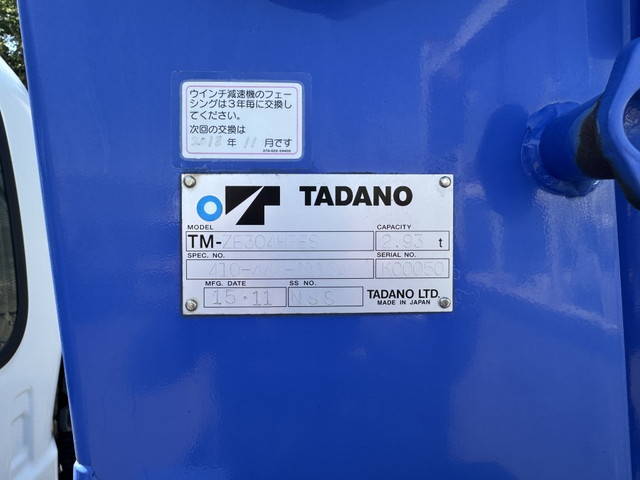 ウインチ減速機のフェー
シングは3年毎に交換し
てください。
次回の交換は
2018 年 11 月です
TADANO
MODEL
TM-
CAPACITY
2.93 t
SPEC. NO.
SERIAL NO.
MFG. DATE
15・11
SS NO.
NSS
TADANO LTD.
MADE IN JAPAN